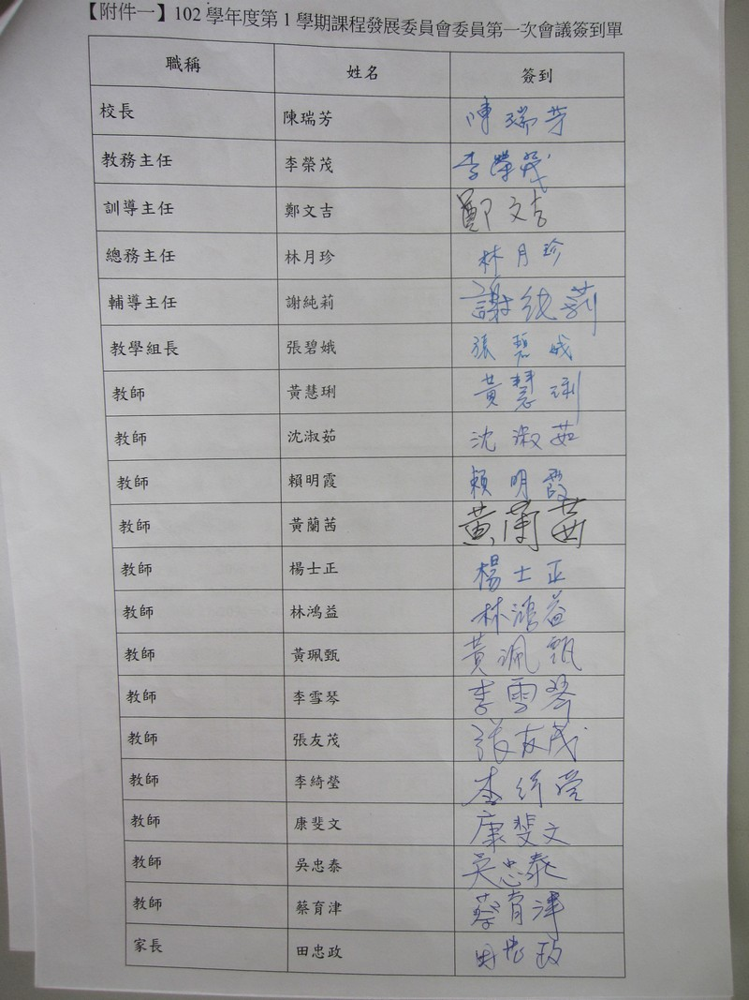 【附件一】102 學年度第 1 學期課程發展委員會委員第一次會議簽到單
職稱 姓名 簽到
校長 陳瑞芳 陳瑞芳
教務主任 李榮茂 李榮茂
訓導主任 鄭文吉 鄭文吉
總務主任 林月珍 林月珍
輔導主任 謝純莉 謝純莉
教學組長 張碧娥 張碧娥
教師 黃慧琍 黃慧琍
教師 沈淑茹 沈淑茹
教師 賴明霞 賴明霞
教師 黃蘭茜 黃蘭茜
教師 楊士正 楊士正
教師 林鴻益 林鴻益
教師 黃珮甄 黃珮甄
教師 李雪琴 李雪琴
教師 張友茂 張友茂
教師 李綺瑩 李綺瑩
教師 康斐文 康斐文
教師 吳忠泰 吳忠泰
教師 蔡育津 蔡育津
家長 田忠政 田忠政